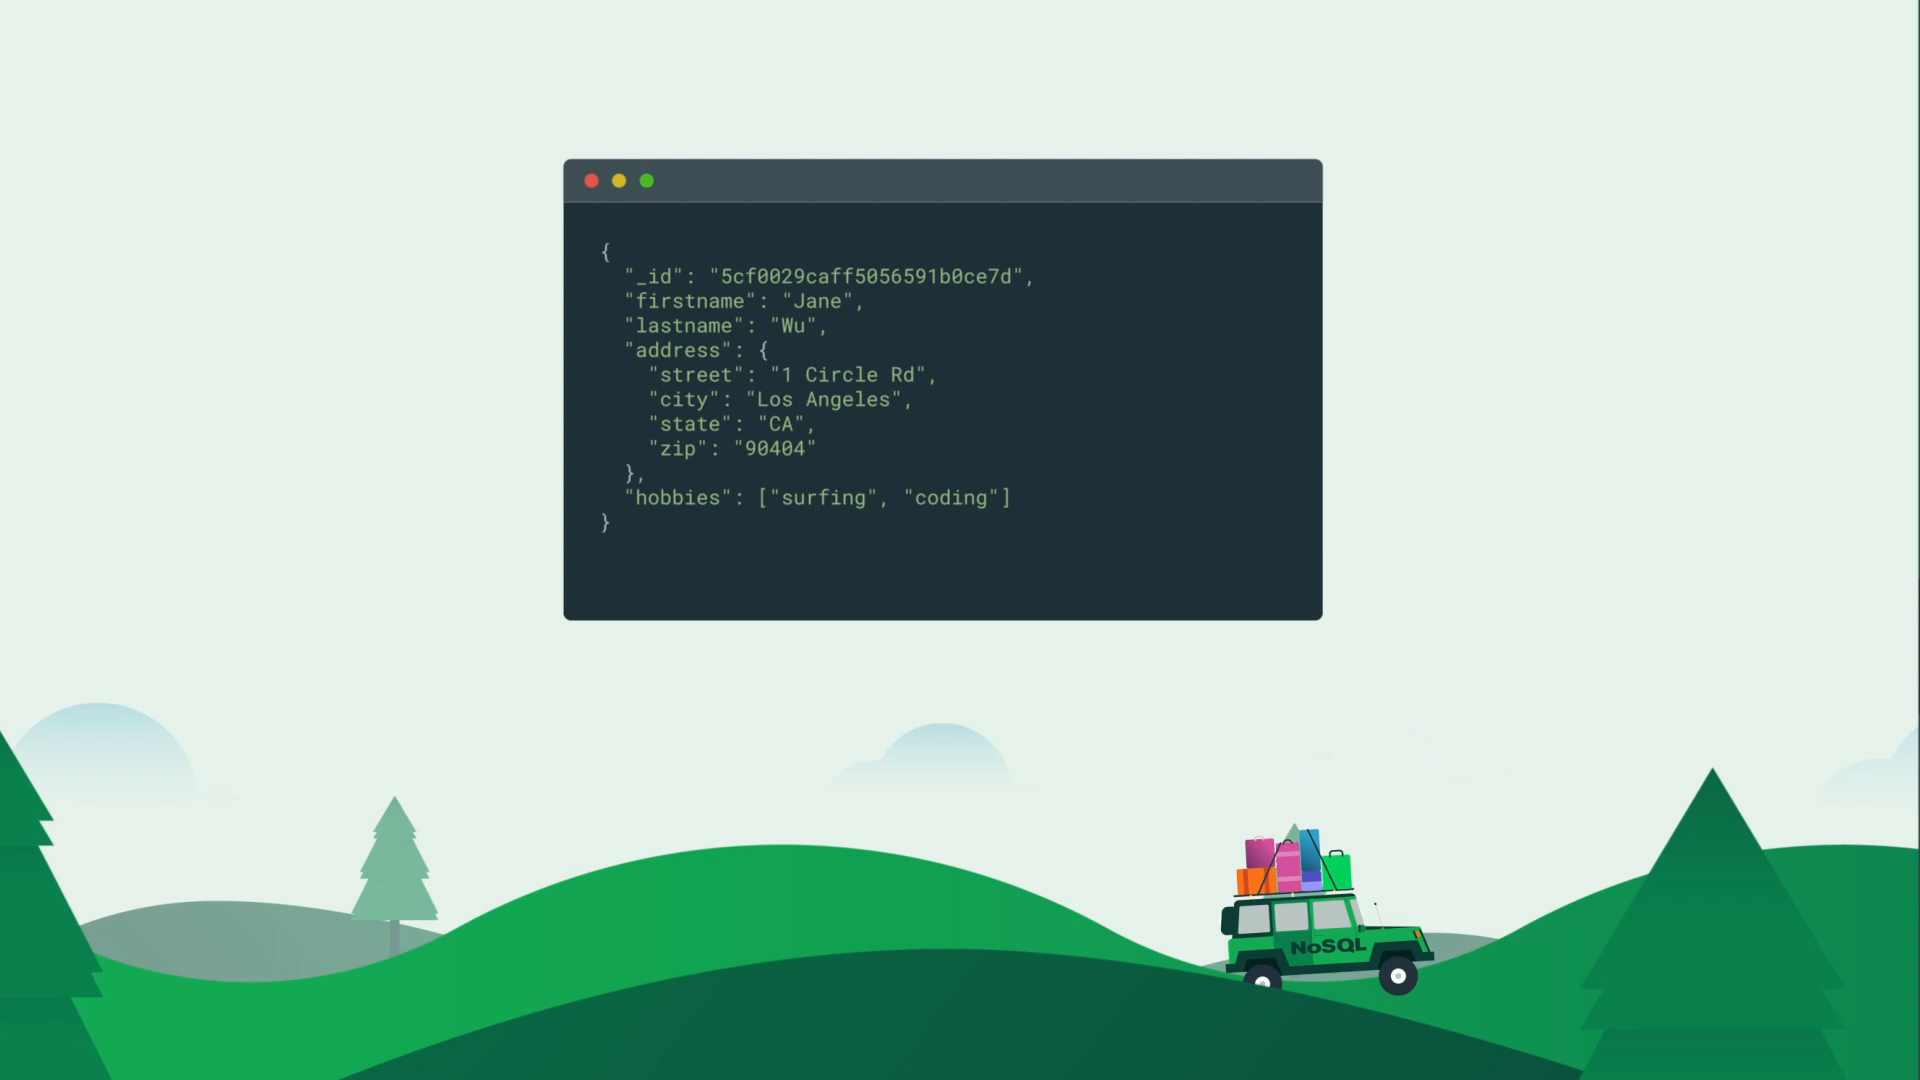 {
  "_id": "5cf0029caff5056591b0ce7d",
  "firstname": "Jane",
  "lastname": "Wu",
  "address": {
    "street": "1 Circle Rd",
    "city": "Los Angeles",
    "state": "CA",
    "zip": "90404"
  },
  "hobbies": ["surfing", "coding"]
}
NoSQL